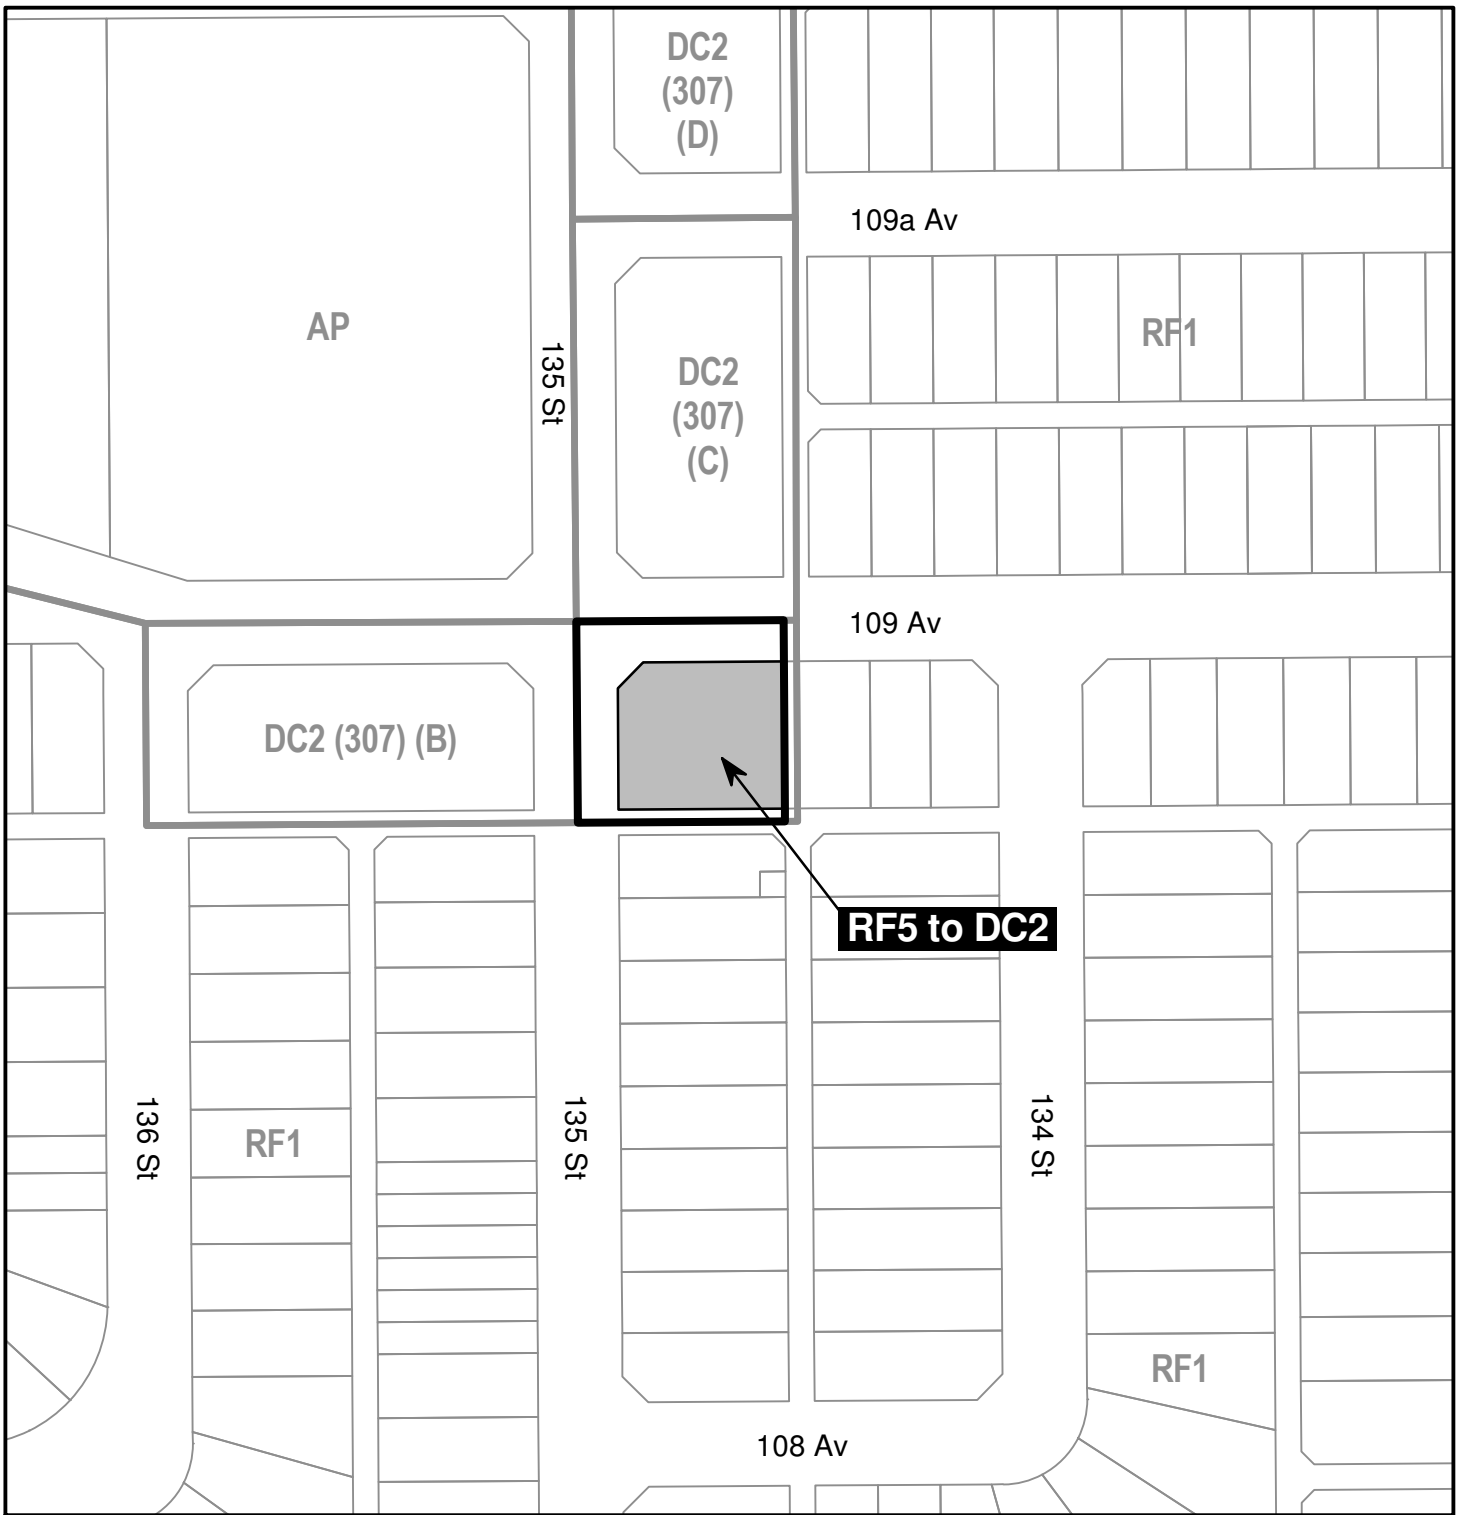 DC2
(307)
(D)
109a Av
AP
RF1
135 St
DC2
(307)
(C)
109 Av
DC2 (307) (B)
RF5 to DC2
136 St
RF1
135 St
134 St
RF1
108 Av